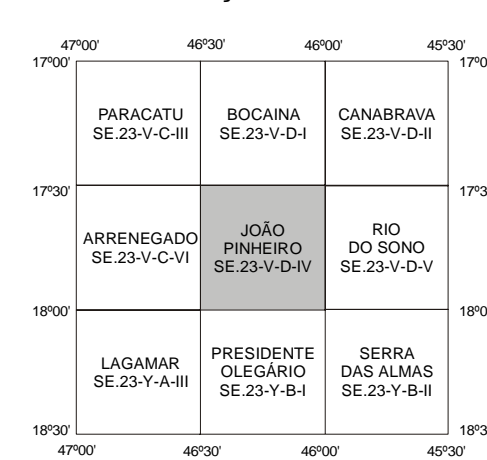 47º00' 46º30' 46º00' 45º30'
17º00' 17º0
PARACATU
SE.23-V-C-III
BOCAINA
SE.23-V-D-I
CANABRAVA
SE.23-V-D-II
17º30' 17º3
ARRENEGADO
SE.23-V-C-VI
JOÃO
PINHEIRO
SE.23-V-D-IV
RIO
DO SONO
SE.23-V-D-V
18º00' 18º0
LAGAMAR
SE.23-Y-A-III
PRESIDENTE
OLEGÁRIO
SE.23-Y-B-I
SERRA
DAS ALMAS
SE.23-Y-B-II
18º30' 18º3
47º00' 46º30' 46º00' 45º30'